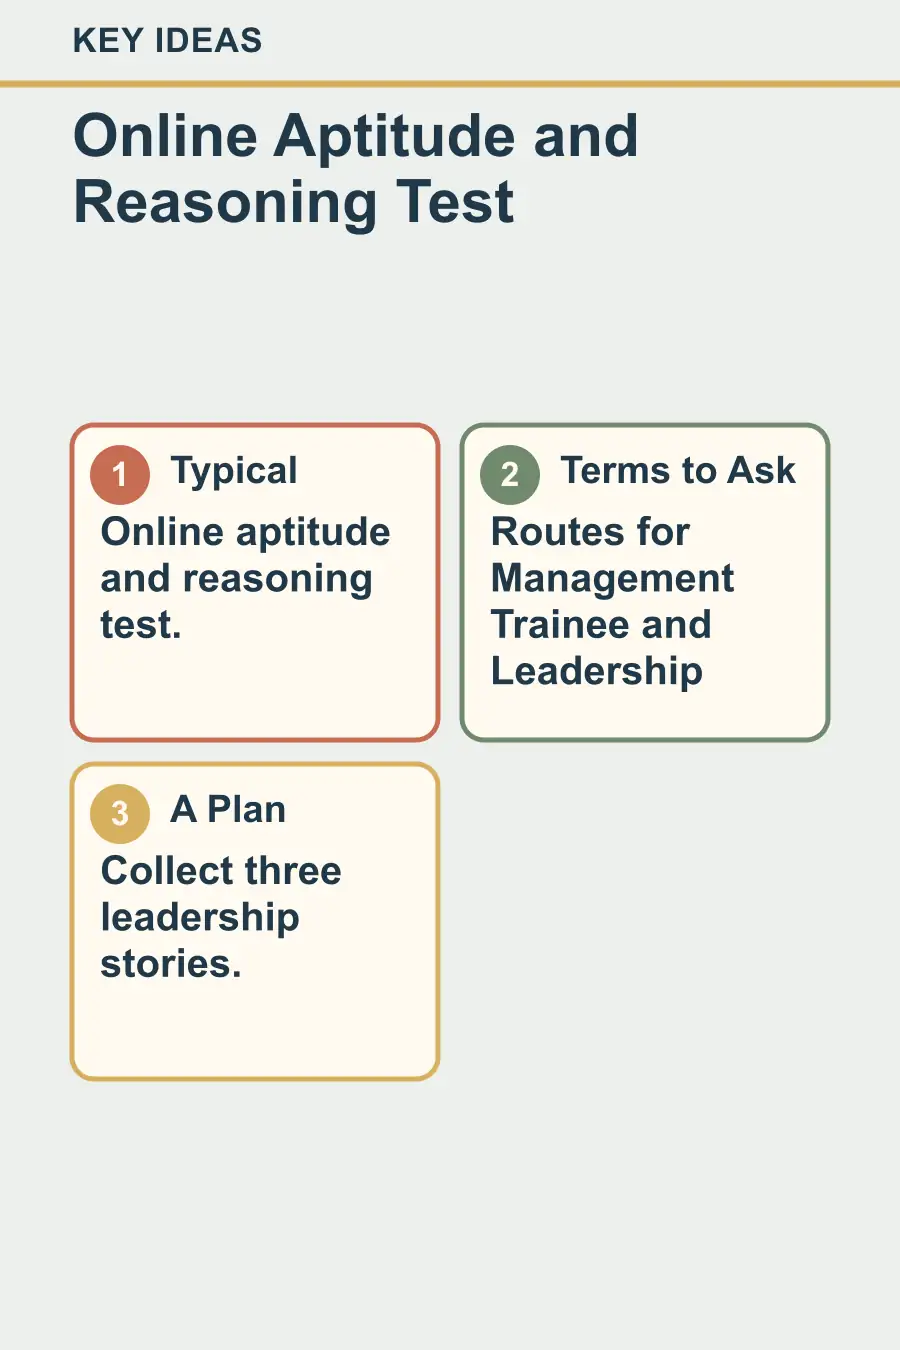 KEY IDEAS
Online Aptitude and
Reasoning Test
1 Typical
Online aptitude
and reasoning
test.
2 Terms to Ask
Routes for
Management
Trainee and
Leadership
3 A Plan
Collect three
leadership
stories.